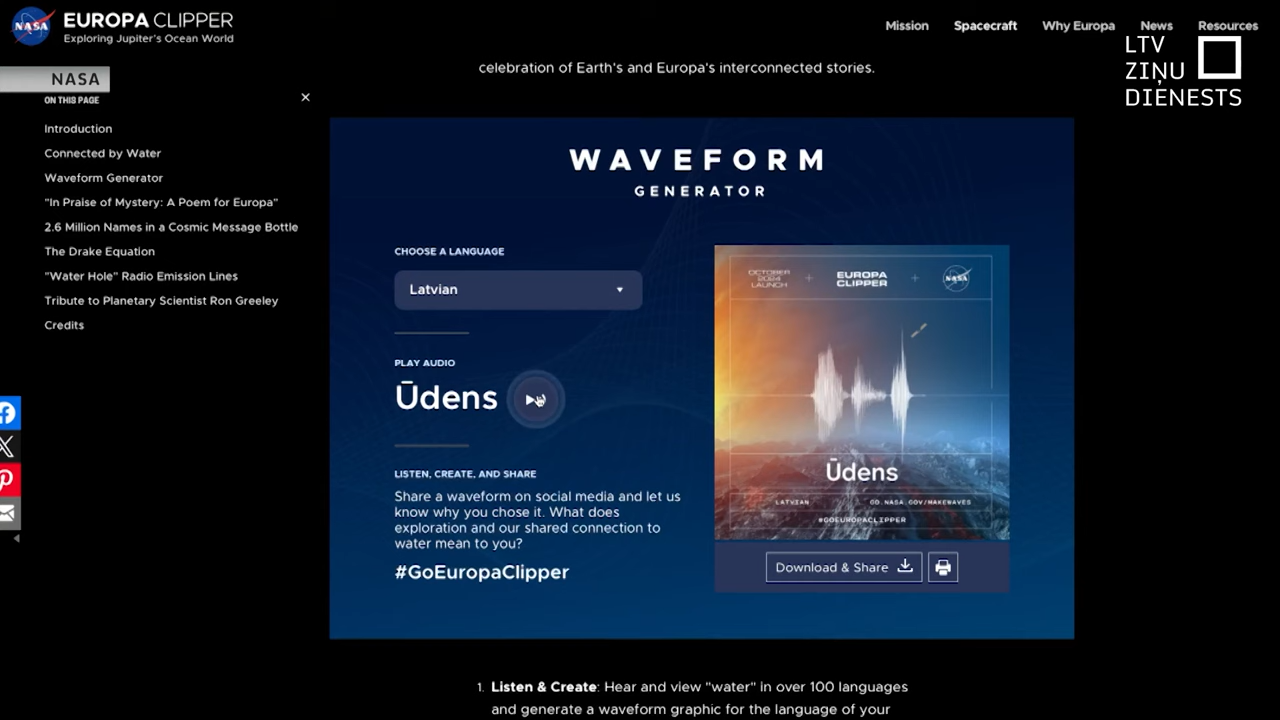 NASA
EUROPA CLIPPER
Exploring Jupiter's Ocean World
Mission
Spacecraft
Why Europa
News
Resources
LTV
ZIŅU
DIENESTS
NASA
ON THIS PAGE
Introduction
Connected by Water
Waveform Generator
"In Praise of Mystery: A Poem for Europa"
2.6 Million Names in a Cosmic Message Bottle
The Drake Equation
"Water Hole" Radio Emission Lines
Tribute to Planetary Scientist Ron Greeley
Credits
celebration of Earth's and Europa's interconnected stories.
WAVEFORM
GENERATOR
CHOOSE A LANGUAGE
Latvian
PLAY AUDIO
Ūdens
LISTEN, CREATE, AND SHARE
Share a waveform on social media and let us
know why you chose it. What does
exploration and our shared connection to
water mean to you?
#GoEuropaClipper
OCTOBER
2024
LAUNCH
EUROPA
CLIPPER
NASA
Ūdens
LATVIAN
GO.NASA.GOV/MAKEWAVES
#GOEUROPACLIPPER
Download & Share
1. Listen & Create: Hear and view "water" in over 100 languages
and generate a waveform graphic for the language of your